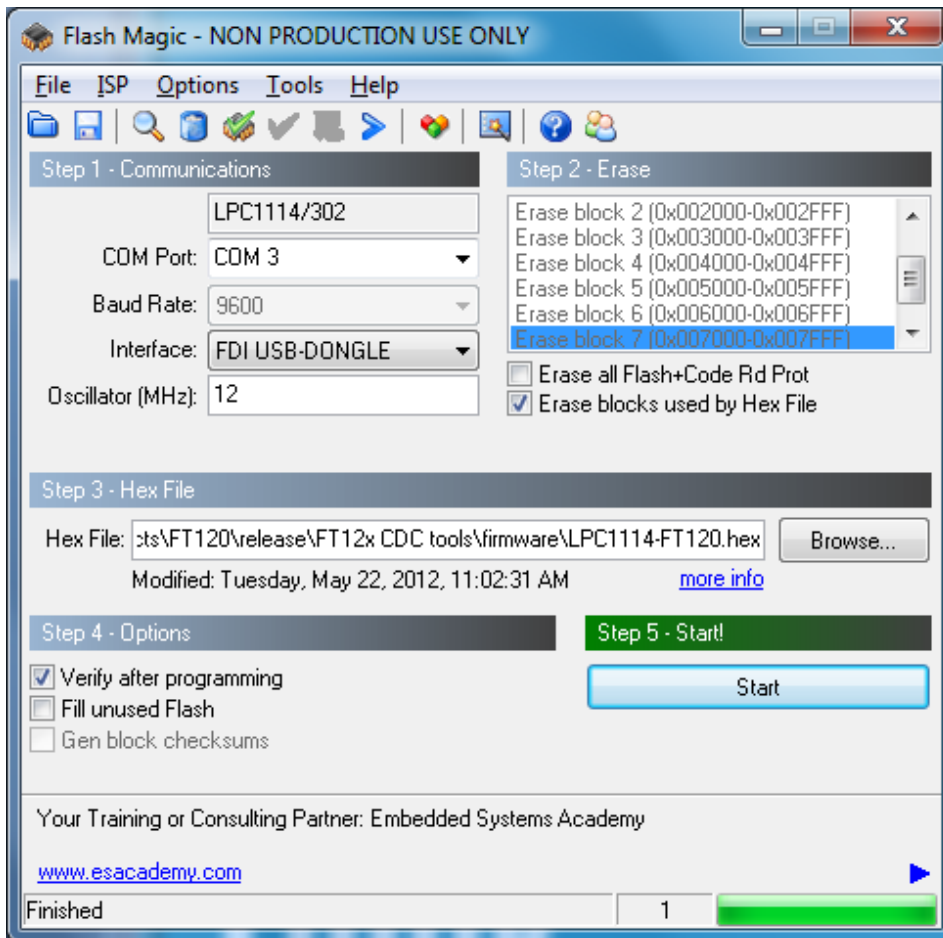 Flash Magic - NON PRODUCTION USE ONLY
File ISP Options Tools Help
Step 1 - Communications
LPC1114/302
COM Port: COM 3
Baud Rate: 9600
Interface: FDI USB-DONGLE
Oscillator (MHz): 12
Step 2 - Erase
Erase block 2 (0x002000-0x002FFF)
Erase block 3 (0x003000-0x003FFF)
Erase block 4 (0x004000-0x004FFF)
Erase block 5 (0x005000-0x005FFF)
Erase block 6 (0x006000-0x006FFF)
Erase block 7 (0x007000-0x007FFF)
Erase all Flash+Code Rd Prot
Erase blocks used by Hex File
Step 3 - Hex File
Hex File: cts\FT120\release\FT12x CDC tools\firmware\LPC1114-FT120.hex Browse...
Modified: Tuesday, May 22, 2012, 11:02:31 AM more info
Step 4 - Options
Verify after programming
Fill unused Flash
Gen block checksums
Step 5 - Start!
Start
Your Training or Consulting Partner: Embedded Systems Academy
www.esacademy.com
Finished 1